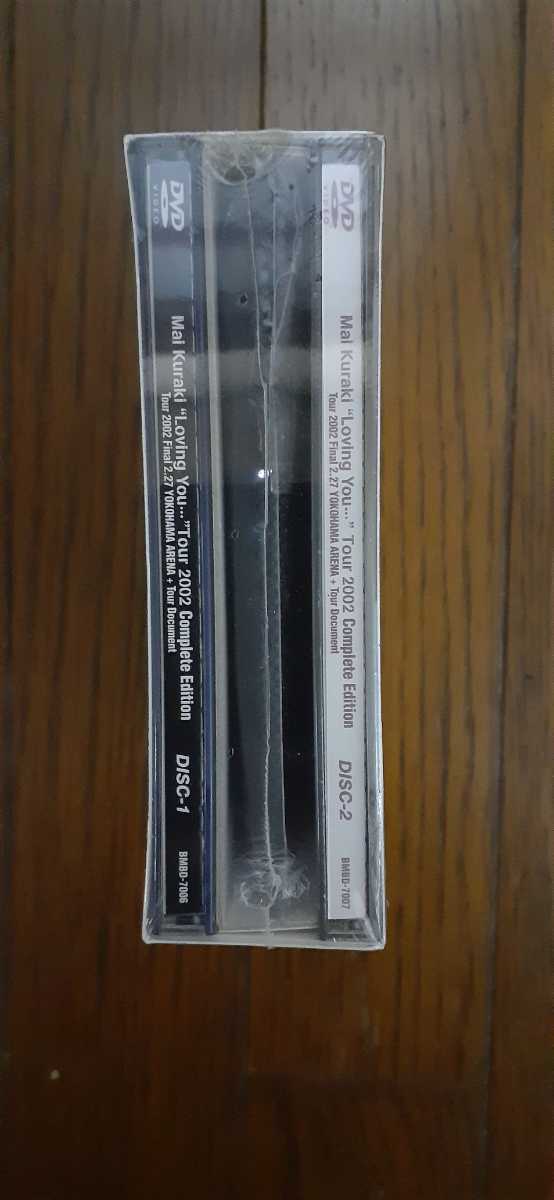 DVD
VIDEO
Mai Kuraki “Loving You...” Tour 2002 Complete Edition
Tour 2002 Final 2.27 YOKOHAMA ARENA + Tour Document
DISC-1
BMBD-7006
DVD
VIDEO
Mai Kuraki “Loving You...” Tour 2002 Complete Edition
Tour 2002 Final 2.27 YOKOHAMA ARENA + Tour Document
DISC-2
BMBD-7007